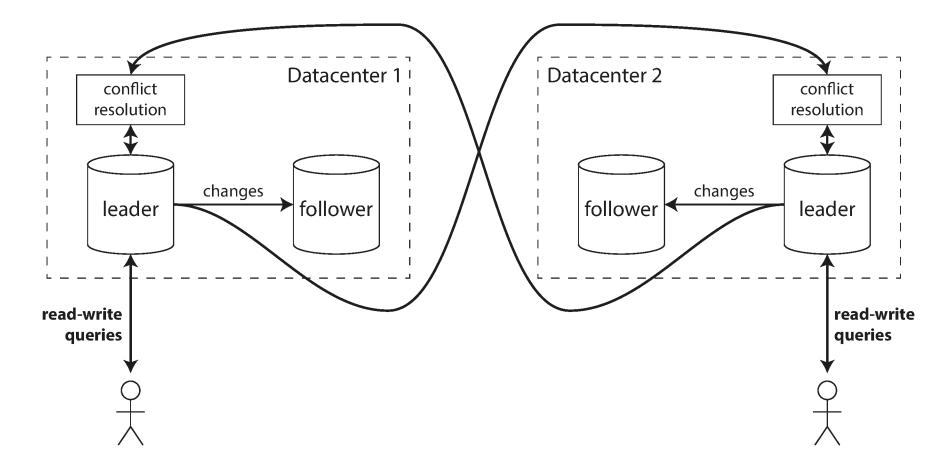 Datacenter 1
conflict
resolution
leader
changes
follower
read-write
queries
Datacenter 2
conflict
resolution
follower
changes
leader
read-write
queries